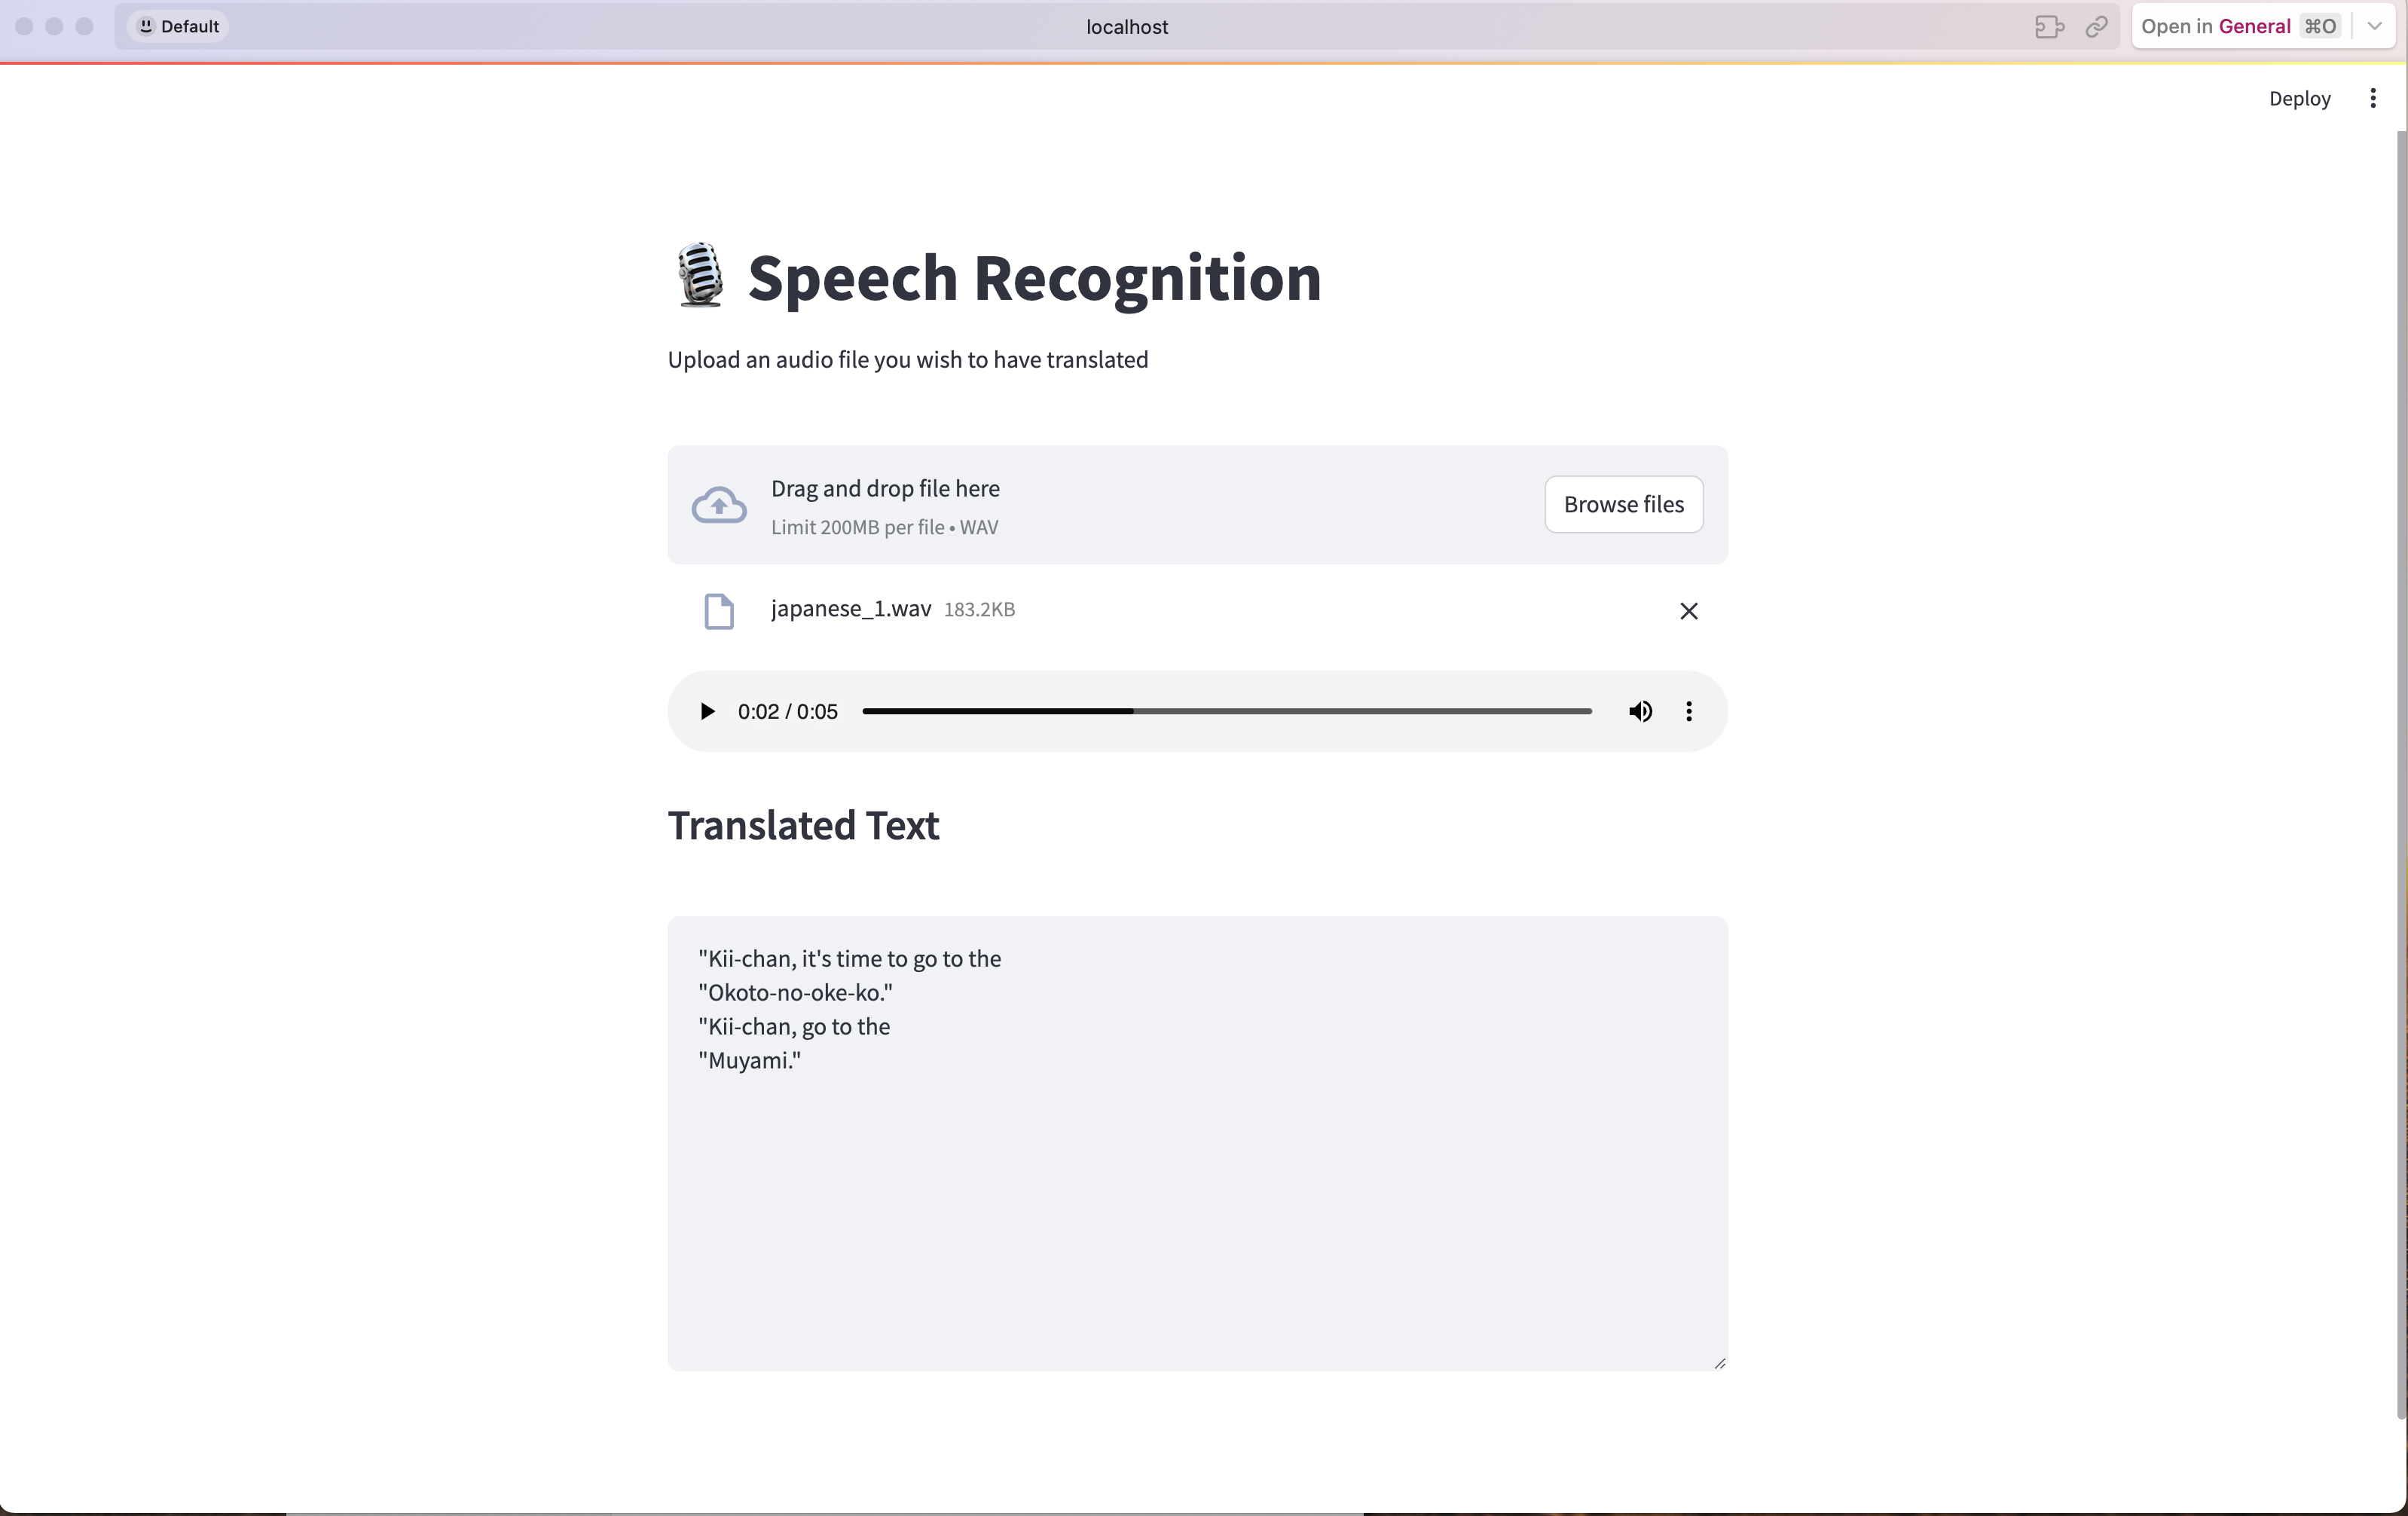 Default
localhost
Open in General ⌘O
Deploy
Speech Recognition
Upload an audio file you wish to have translated
Drag and drop file here
Limit 200MB per file • WAV
Browse files
japanese_1.wav 183.2KB
0:02 / 0:05
Translated Text
"Kii-chan, it's time to go to the
"Okoto-no-oke-ko."
"Kii-chan, go to the
"Muyami."